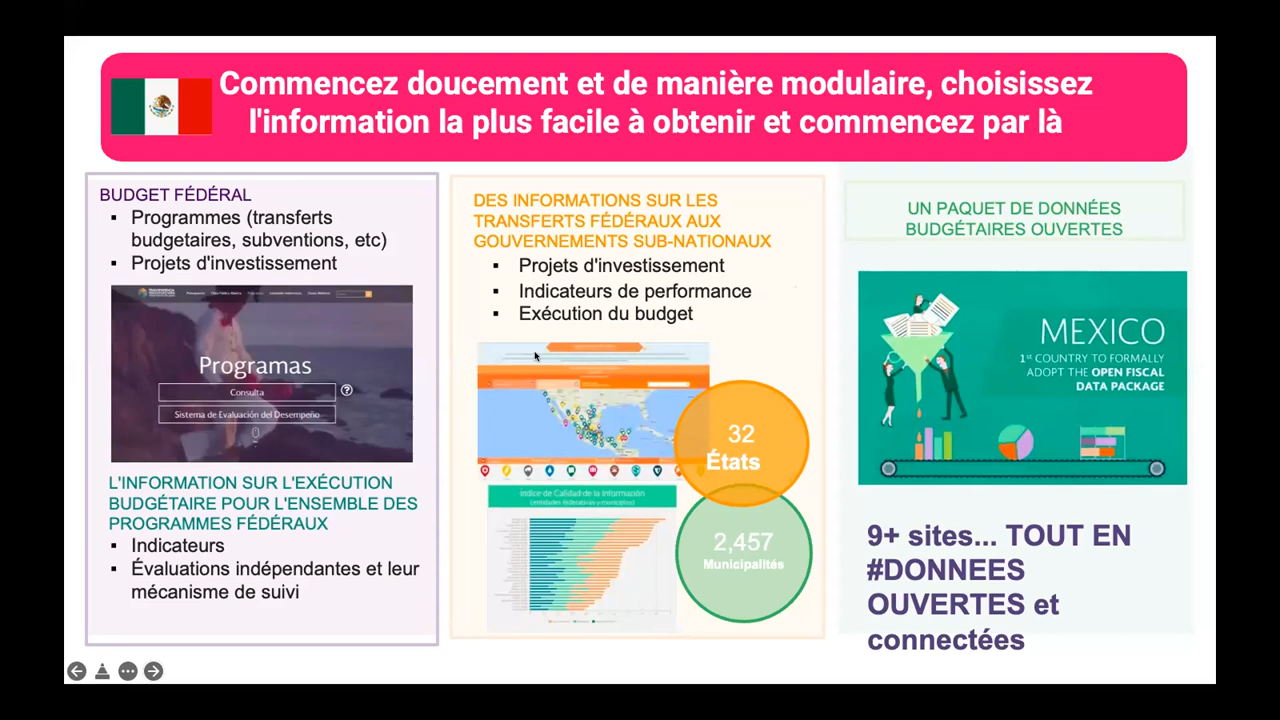 Commencez doucement et de manière modulaire, choisissez
l'information la plus facile à obtenir et commencez par là
BUDGET FÉDÉRAL
▪ Programmes (transferts
budgetaires, subventions, etc)
▪ Projets d'investissement
Programas
Consulta
Sistema de Evaluación del Desempeño
L'INFORMATION SUR L'EXÉCUTION
BUDGÉTAIRE POUR L'ENSEMBLE DES
PROGRAMMES FÉDÉRAUX
▪ Indicateurs
▪ Évaluations indépendantes et leur
mécanisme de suivi
DES INFORMATIONS SUR LES
TRANSFERTS FÉDÉRAUX AUX
GOUVERNEMENTS SUB-NATIONAUX
▪ Projets d'investissement
▪ Indicateurs de performance
▪ Exécution du budget
32
États
Índice de Calidad de la Información
(entidades federativas y municipios)
2,457
Municipalités
UN PAQUET DE DONNÉES
BUDGÉTAIRES OUVERTES
MEXICO
1st COUNTRY TO FORMALLY
ADOPT THE OPEN FISCAL
DATA PACKAGE
9+ sites... TOUT EN
#DONNEES
OUVERTES et
connectées